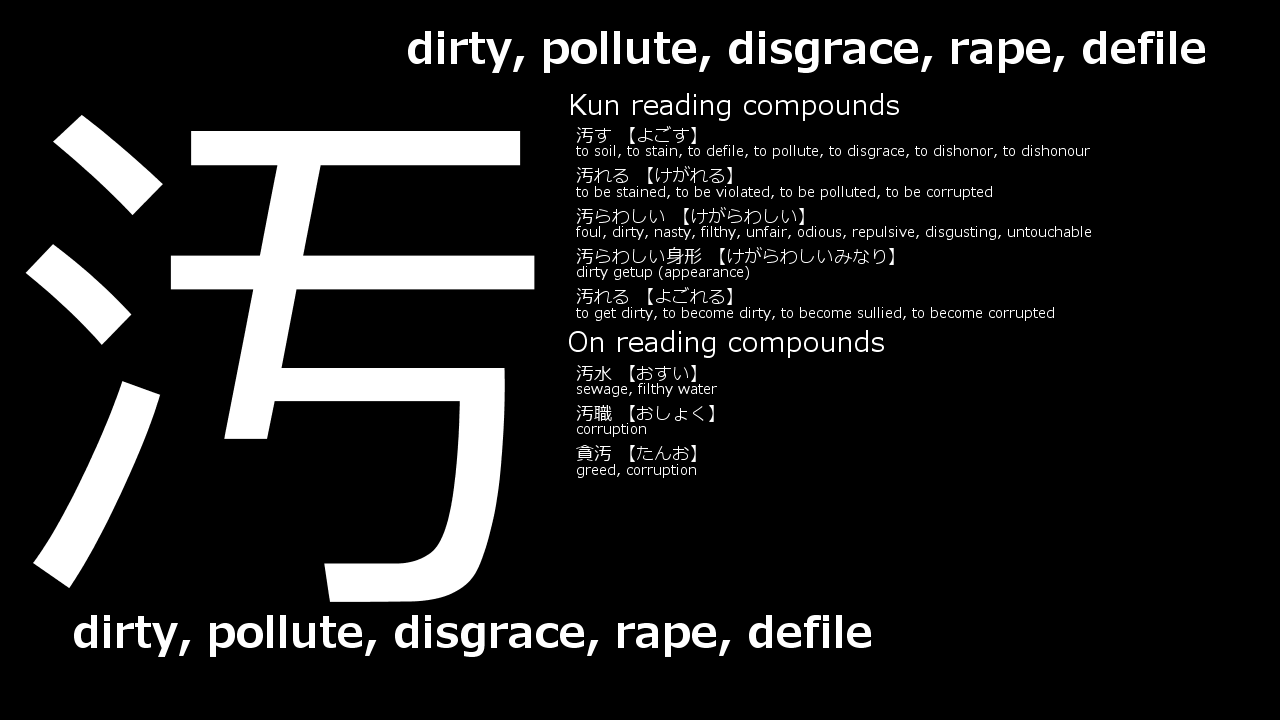 dirty, pollute, disgrace, rape, defile
汚
Kun reading compounds
汚す 【よごす】
to soil, to stain, to defile, to pollute, to disgrace, to dishonor, to dishonour
汚れる 【けがれる】
to be stained, to be violated, to be polluted, to be corrupted
汚らわしい 【けがらわしい】
foul, dirty, nasty, filthy, unfair, odious, repulsive, disgusting, untouchable
汚らわしい身形 【けがらわしいみなり】
dirty getup (appearance)
汚れる 【よごれる】
to get dirty, to become dirty, to become sullied, to become corrupted
On reading compounds
汚水 【おすい】
sewage, filthy water
汚職 【おしょく】
corruption
貪汚 【たんお】
greed, corruption
dirty, pollute, disgrace, rape, defile